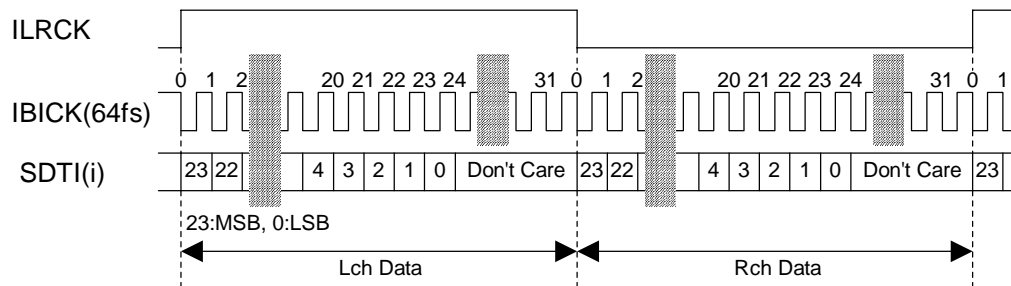 ILRCK
0 1 2 20 21 22 23 24 31 0 1 2 20 21 22 23 24 31 0 1
IBICK(64fs)
SDTI(i) 23 22 4 3 2 1 0 Don't Care 23 22 4 3 2 1 0 Don't Care 23
23:MSB, 0:LSB
Lch Data Rch Data